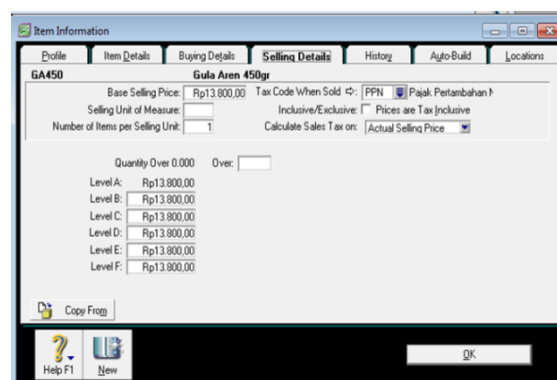 Item Information
Profile Item Details Buying Details Selling Details History Auto-Build Locations
GA450 Gula Aren 450gr
Base Selling Price: Rp13.800,00 Tax Code When Sold PPN Pajak Pertambahan N
Selling Unit of Measure: Inclusive/Exclusive: Prices are Tax Inclusive
Number of Items per Selling Unit: 1 Calculate Sales Tax on: Actual Selling Price
Quantity Over 0.000 Over:
Level A: Rp13.800,00
Level B: Rp13.800,00
Level C: Rp13.800,00
Level D: Rp13.800,00
Level E: Rp13.800,00
Level F: Rp13.800,00
Copy From
Help F1 New OK